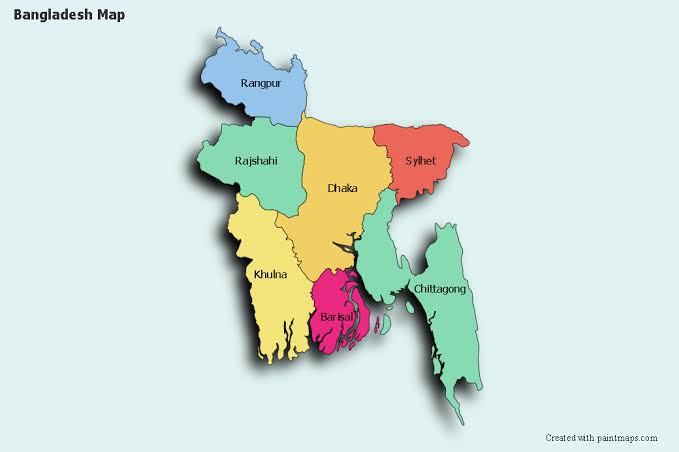 Bangladesh Map
Rangpur
Rajshahi
Dhaka
Sylhet
Khulna
Barisal
Chittagong
Created with paintmaps.com